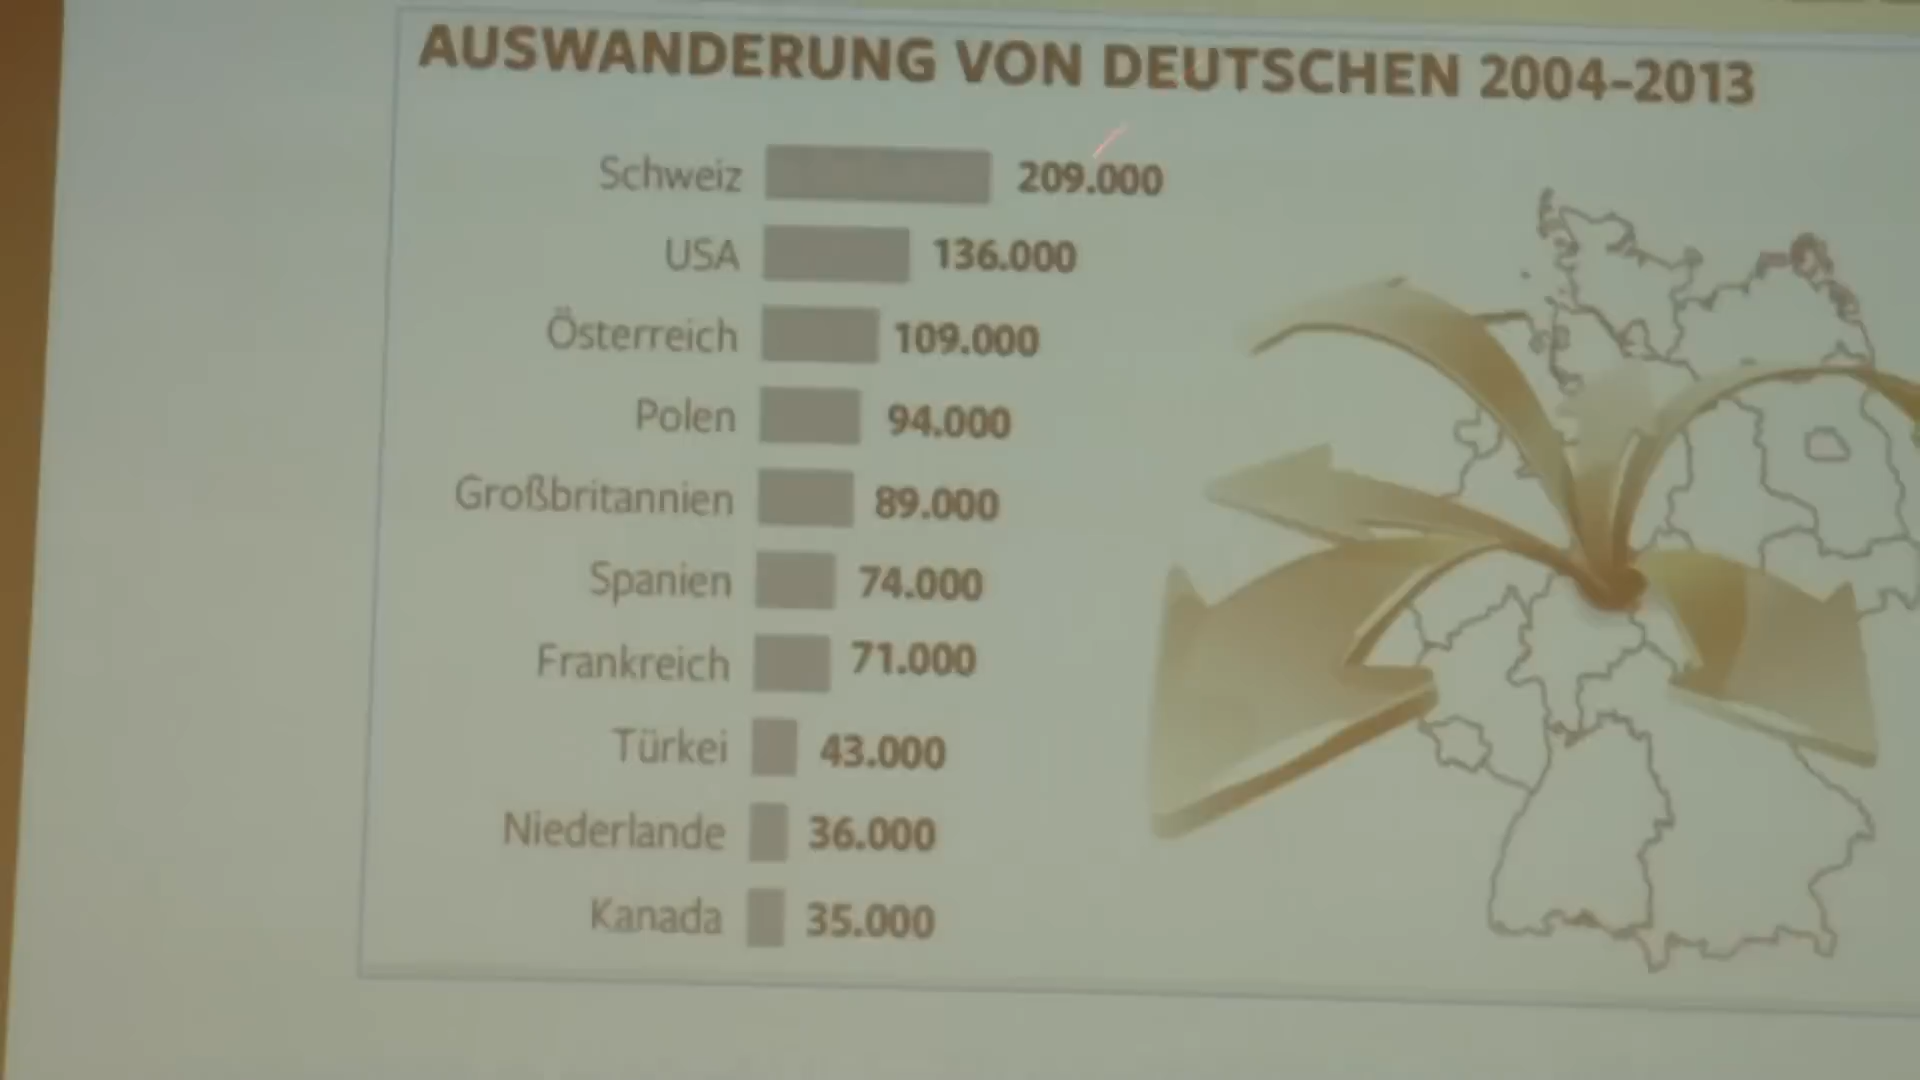 AUSWANDERUNG VON DEUTSCHEN 2004–2013
Schweiz 209.000
USA 136.000
Österreich 109.000
Polen 94.000
Großbritannien 89.000
Spanien 74.000
Frankreich 71.000
Türkei 43.000
Niederlande 36.000
Kanada 35.000